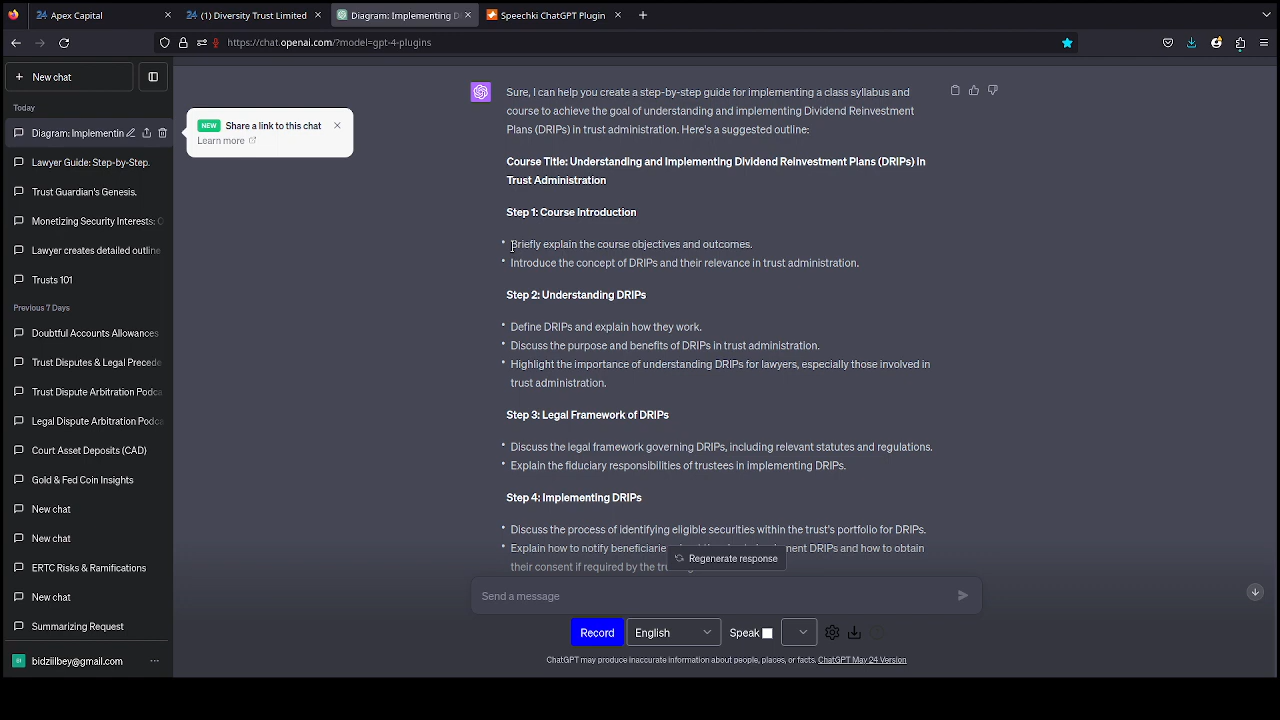 24 Apex Capital
24 (1) Diversity Trust Limited
Diagram: Implementing D
Speechki ChatGPT Plugin
https://chat.openai.com/?model=gpt-4-plugins
New chat
Today
Diagram: Implementin
Lawyer Guide: Step-by-Step.
Trust Guardian's Genesis.
Monetizing Security Interests: C
Lawyer creates detailed outline
Trusts 101
Previous 7 Days
Doubtful Accounts Allowances
Trust Disputes & Legal Precede
Trust Dispute Arbitration Podca
Legal Dispute Arbitration Podca
Court Asset Deposits (CAD)
Gold & Fed Coin Insights
New chat
New chat
ERTC Risks & Ramifications
New chat
Summarizing Request
bidzillbey@gmail.com
NEW Share a link to this chat
Learn more
Sure, I can help you create a step-by-step guide for implementing a class syllabus and
course to achieve the goal of understanding and implementing Dividend Reinvestment
Plans (DRIPs) in trust administration. Here's a suggested outline:
Course Title: Understanding and Implementing Dividend Reinvestment Plans (DRIPs) in
Trust Administration
Step 1: Course Introduction
• Briefly explain the course objectives and outcomes.
• Introduce the concept of DRIPs and their relevance in trust administration.
Step 2: Understanding DRIPs
• Define DRIPs and explain how they work.
• Discuss the purpose and benefits of DRIPs in trust administration.
• Highlight the importance of understanding DRIPs for lawyers, especially those involved in
trust administration.
Step 3: Legal Framework of DRIPs
• Discuss the legal framework governing DRIPs, including relevant statutes and regulations.
• Explain the fiduciary responsibilities of trustees in implementing DRIPs.
Step 4: Implementing DRIPs
• Discuss the process of identifying eligible securities within the trust's portfolio for DRIPs.
• Explain how to notify beneficiarie ment DRIPs and how to obtain
their consent if required by the tru
Regenerate response
Send a message
Record English Speak
ChatGPT may produce inaccurate information about people, places, or facts. ChatGPT May 24 Version